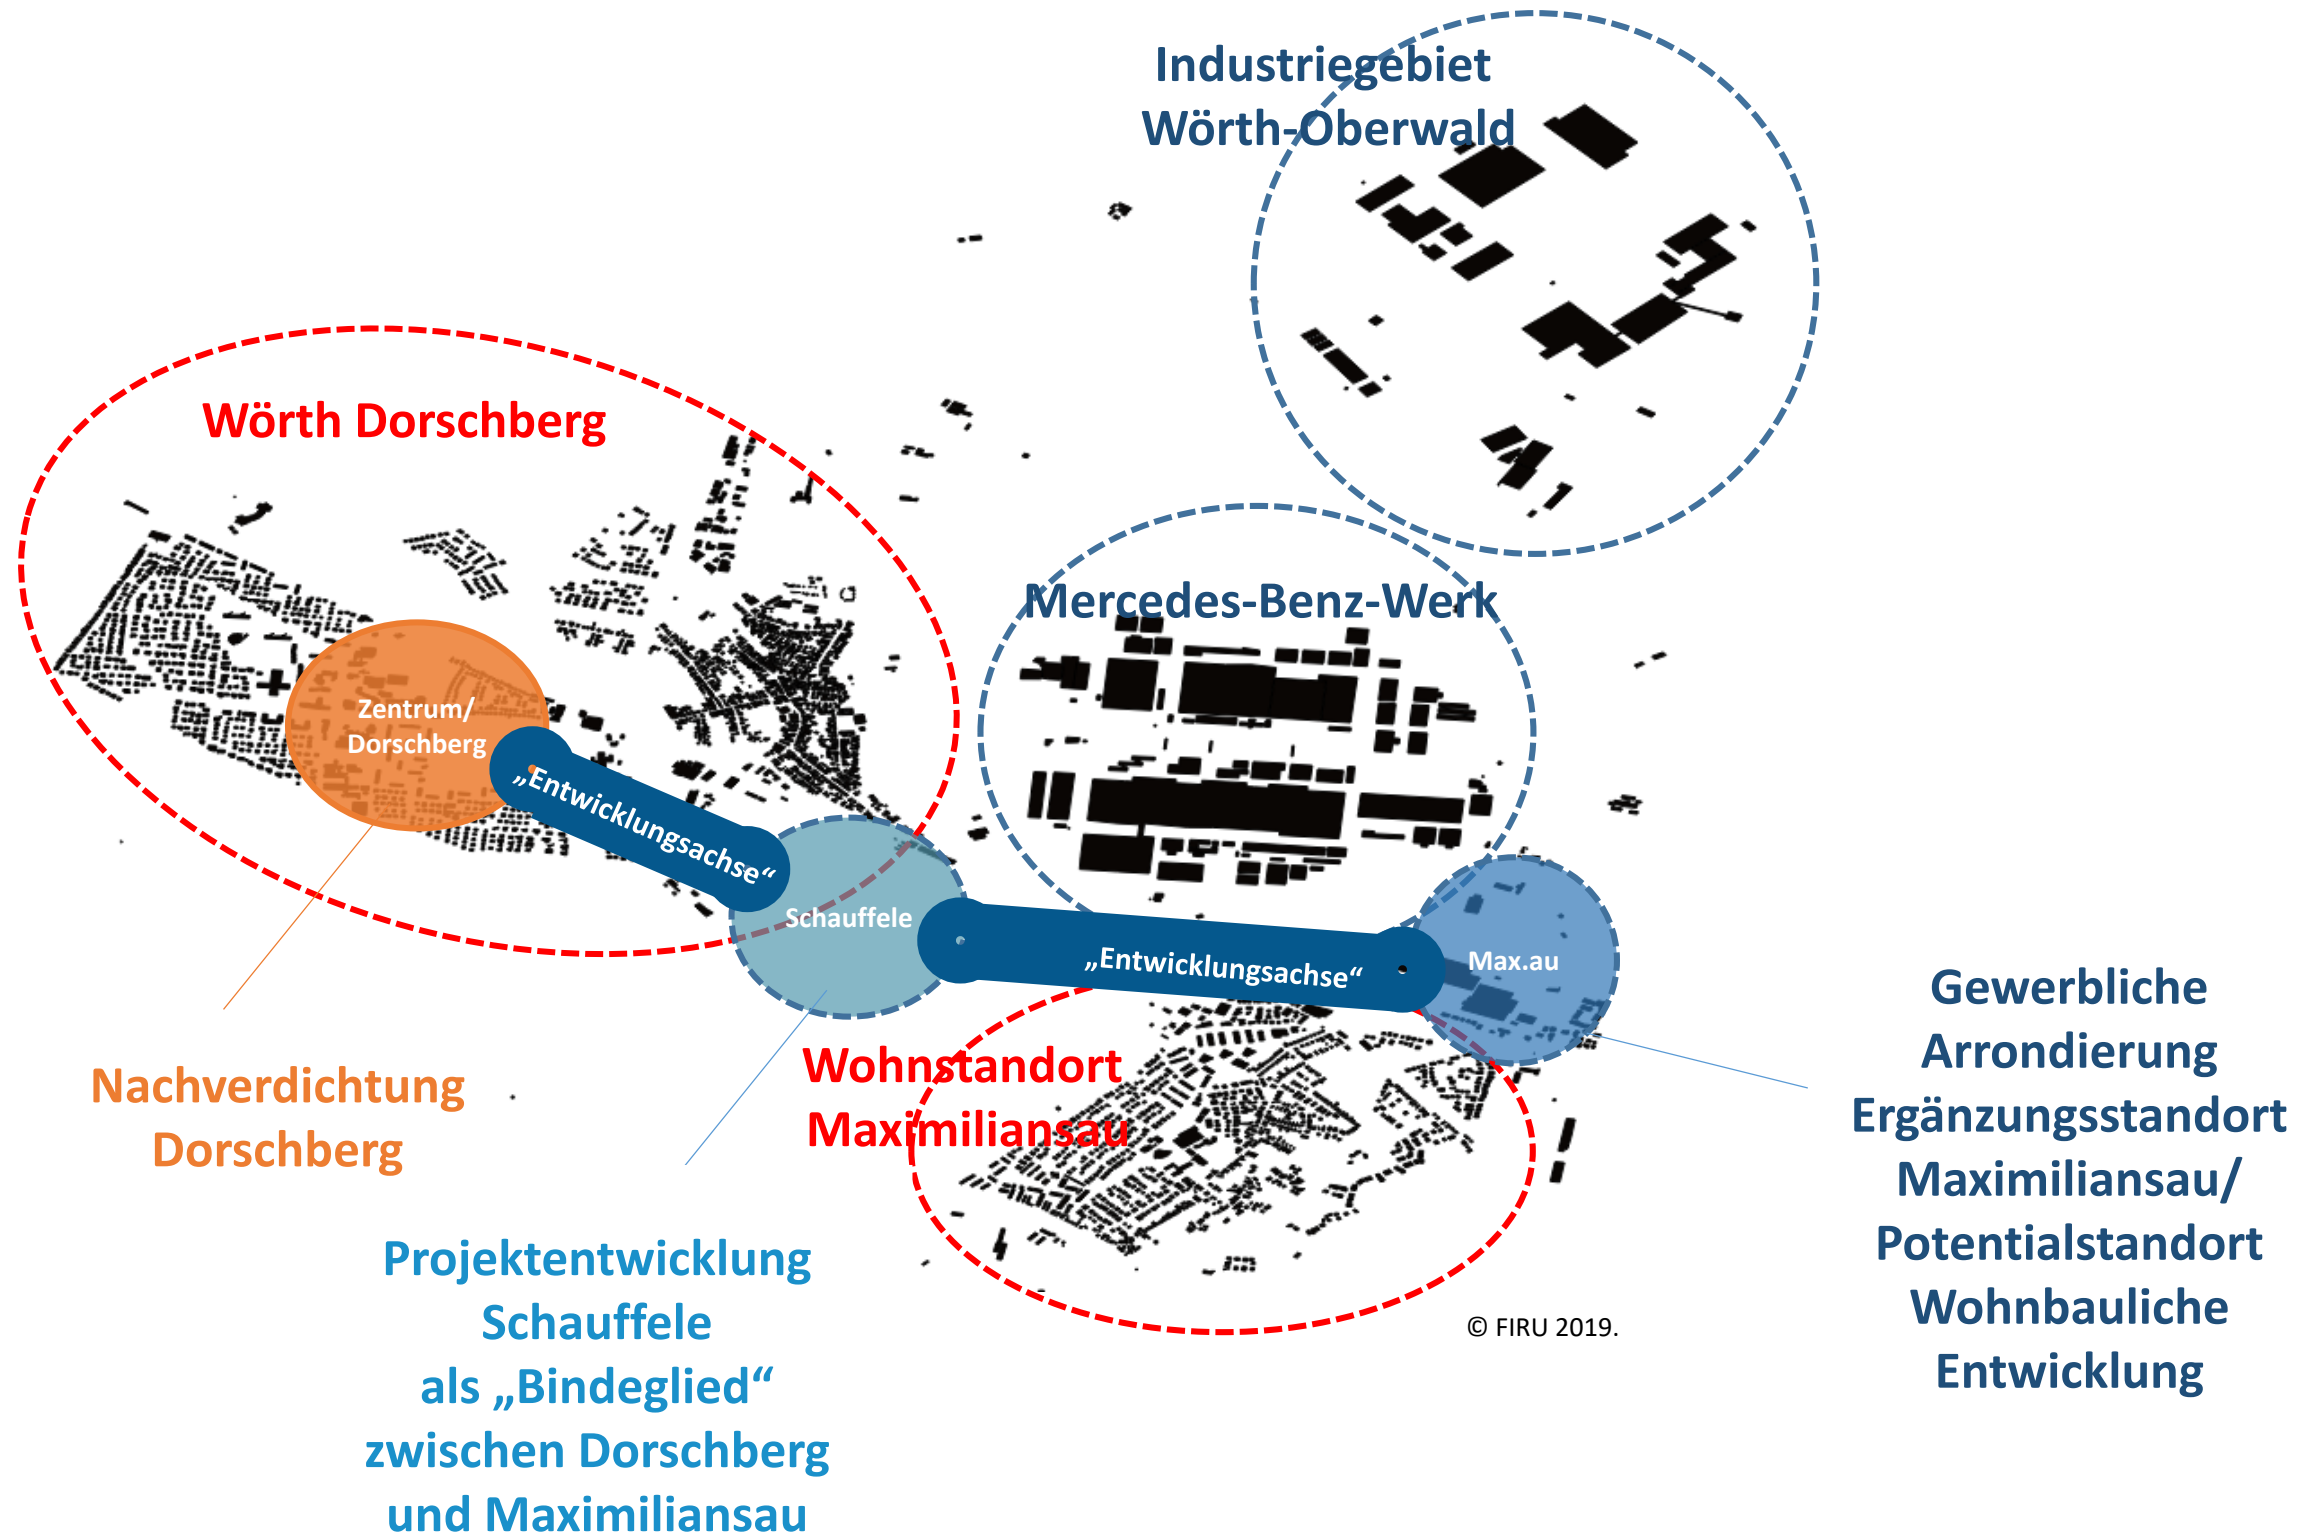 Industriegebiet
Wörth-Oberwald
Wörth Dorschberg
Mercedes-Benz-Werk
Zentrum/
Dorschberg
„Entwicklungsachse“
Schauffele
„Entwicklungsachse“
Max.au
Gewerbliche
Arrondierung
Ergänzungsstandort
Maximiliansau/
Potentialstandort
Wohnbauliche
Entwicklung
Wohnstandort
Maximiliansau
Nachverdichtung
Dorschberg
Projektentwicklung
Schauffele
als „Bindeglied“
zwischen Dorschberg
und Maximiliansau
© FIRU 2019.